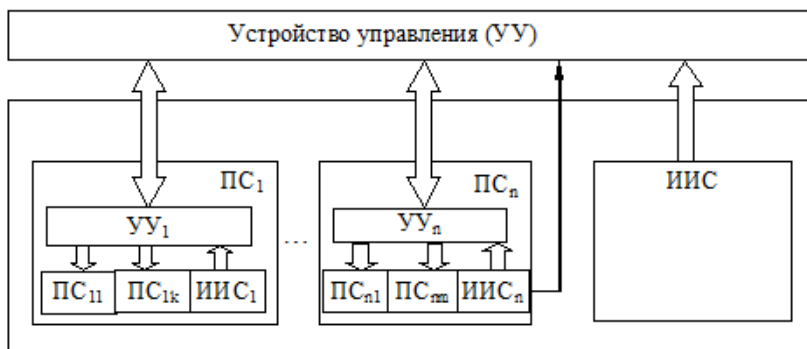 Устройство управления (УУ)
ПС₁
ПСₙ
ИИС
УУ₁
УУₙ
...
ПС₁₁
ПС₁ₖ
ИИС₁
ПСₙ₁
ПСₙₘ
ИИСₙ